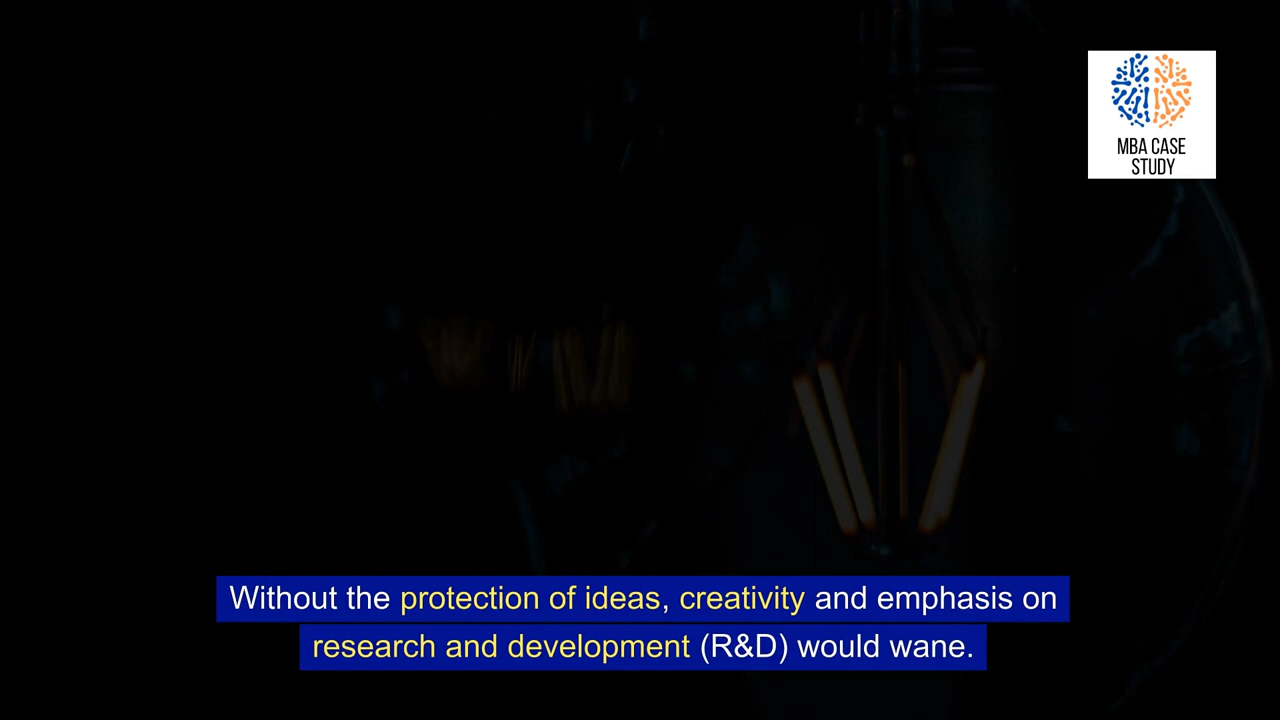 MBA CASE
STUDY
Without the protection of ideas, creativity and emphasis on
research and development (R&D) would wane.